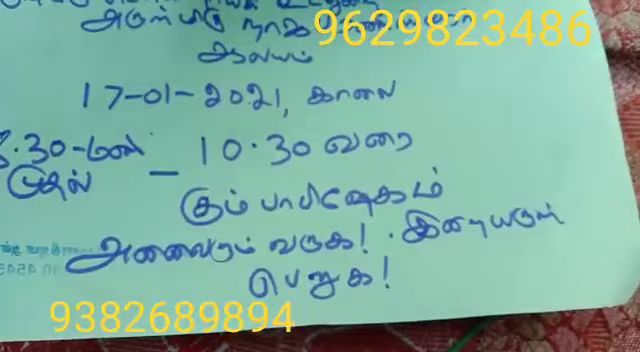 அருள்மிகு நாக
9629823486
ஆலயம்
17-01-2021, காலை
8.30-மணி
முதல் – 10.30 வரை
கும்பாபிஷேகம்
அனைவரும் வருக! இறையருள்
பெறுக!
9382689894